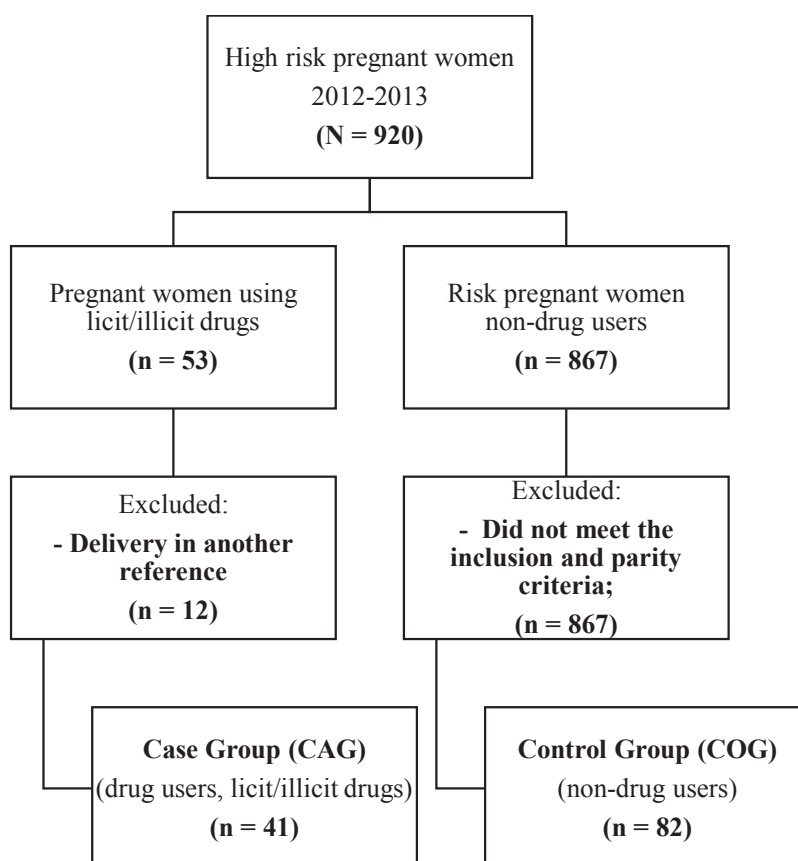 High risk pregnant women
2012-2013
(N = 920)
Pregnant women using
licit/illicit drugs
(n = 53)
Risk pregnant women
non-drug users
(n = 867)
Excluded:
- Delivery in another
reference
(n = 12)
Excluded:
- Did not meet the
inclusion and parity
criteria;
(n = 867)
Case Group (CAG)
(drug users, licit/illicit drugs)
(n = 41)
Control Group (COG)
(non-drug users)
(n = 82)